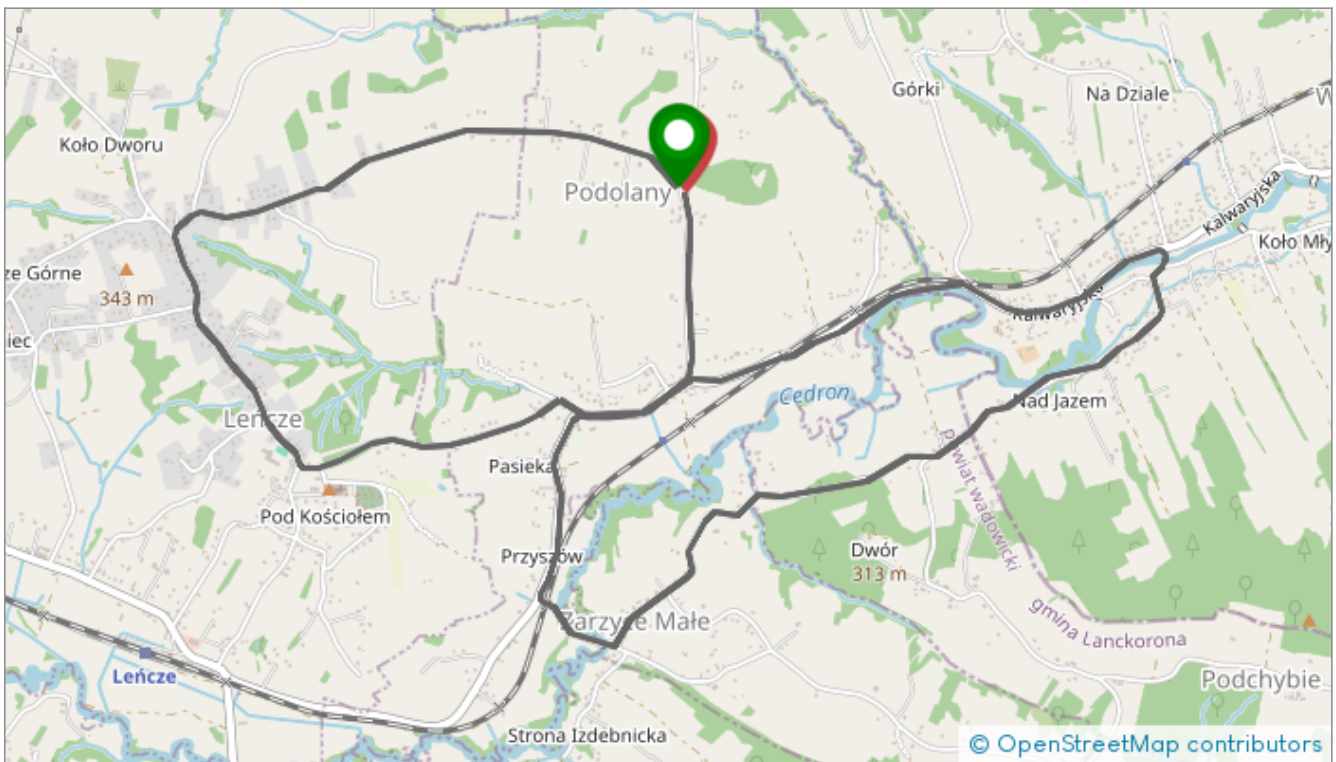 Górki
Na Dziale
W
Koło Dworu
Podolany
Kalwaryjska
Koło Mły
ze Górne
343 m
iec
Kalwaryjska
Cedron
Nad Jazem
Leńcze
Pasieka
powiat wadowicki
Pod Kościołem
Przyszów
Dwór
313 m
gmina Lanckorona
Zarzyce Małe
Leńcze
Podchybie
Strona Izdebnicka
© OpenStreetMap contributors